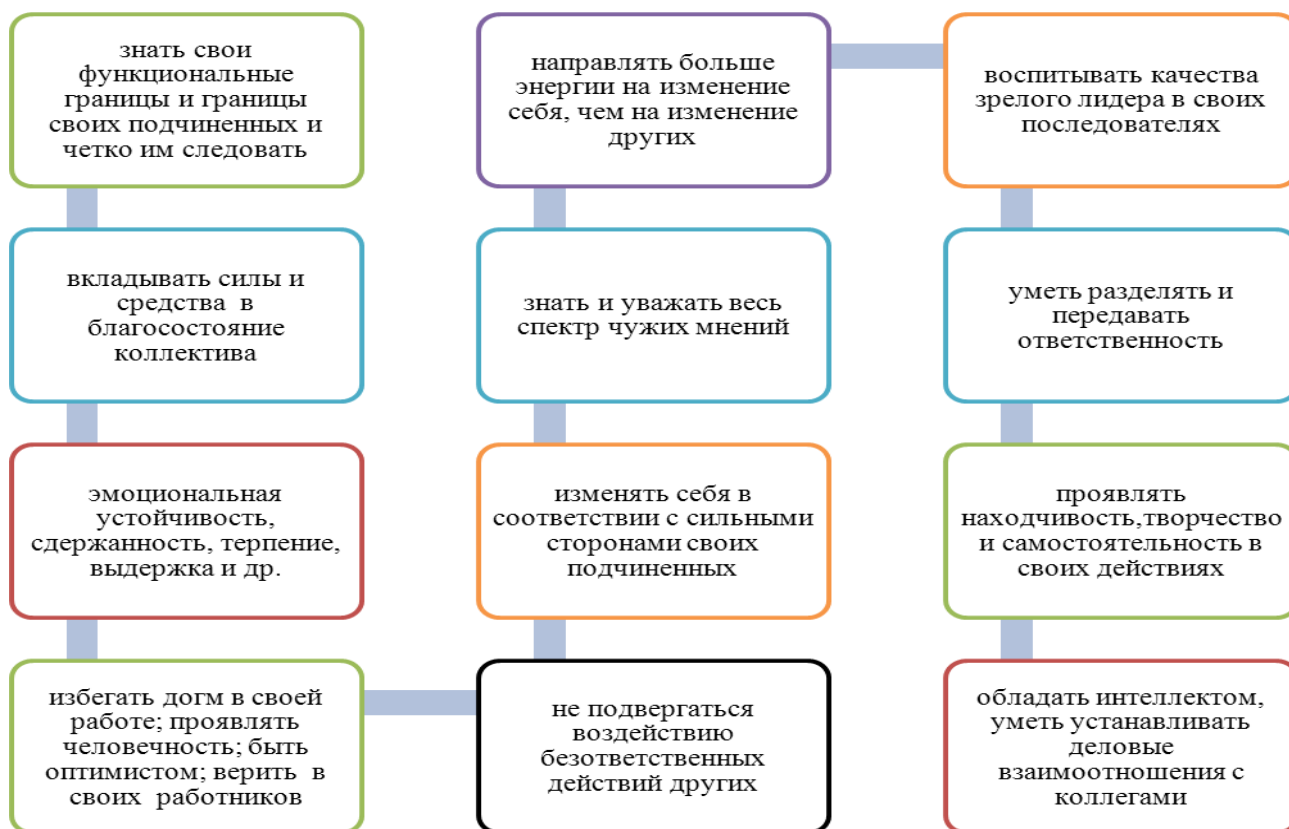 знать свои
функциональные
границы и границы
своих подчиненных и
четко им следовать
вкладывать силы и
средства в
благосостояние
коллектива
эмоциональная
устойчивость,
сдержанность, терпение,
выдержка и др.
избегать догм в своей
работе; проявлять
человечность; быть
оптимистом; верить в
своих работников
не подвергаться
воздействию
безответственных
действий других
изменять себя в
соответствии с сильными
сторонами своих
подчиненных
знать и уважать весь
спектр чужих мнений
направлять больше
энергии на изменение
себя, чем на изменение
других
воспитывать качества
зрелого лидера в своих
последователях
уметь разделять и
передавать
ответственность
проявлять
находчивость,творчество
и самостоятельность в
своих действиях
обладать интеллектом,
уметь устанавливать
деловые
взаимоотношения с
коллегами